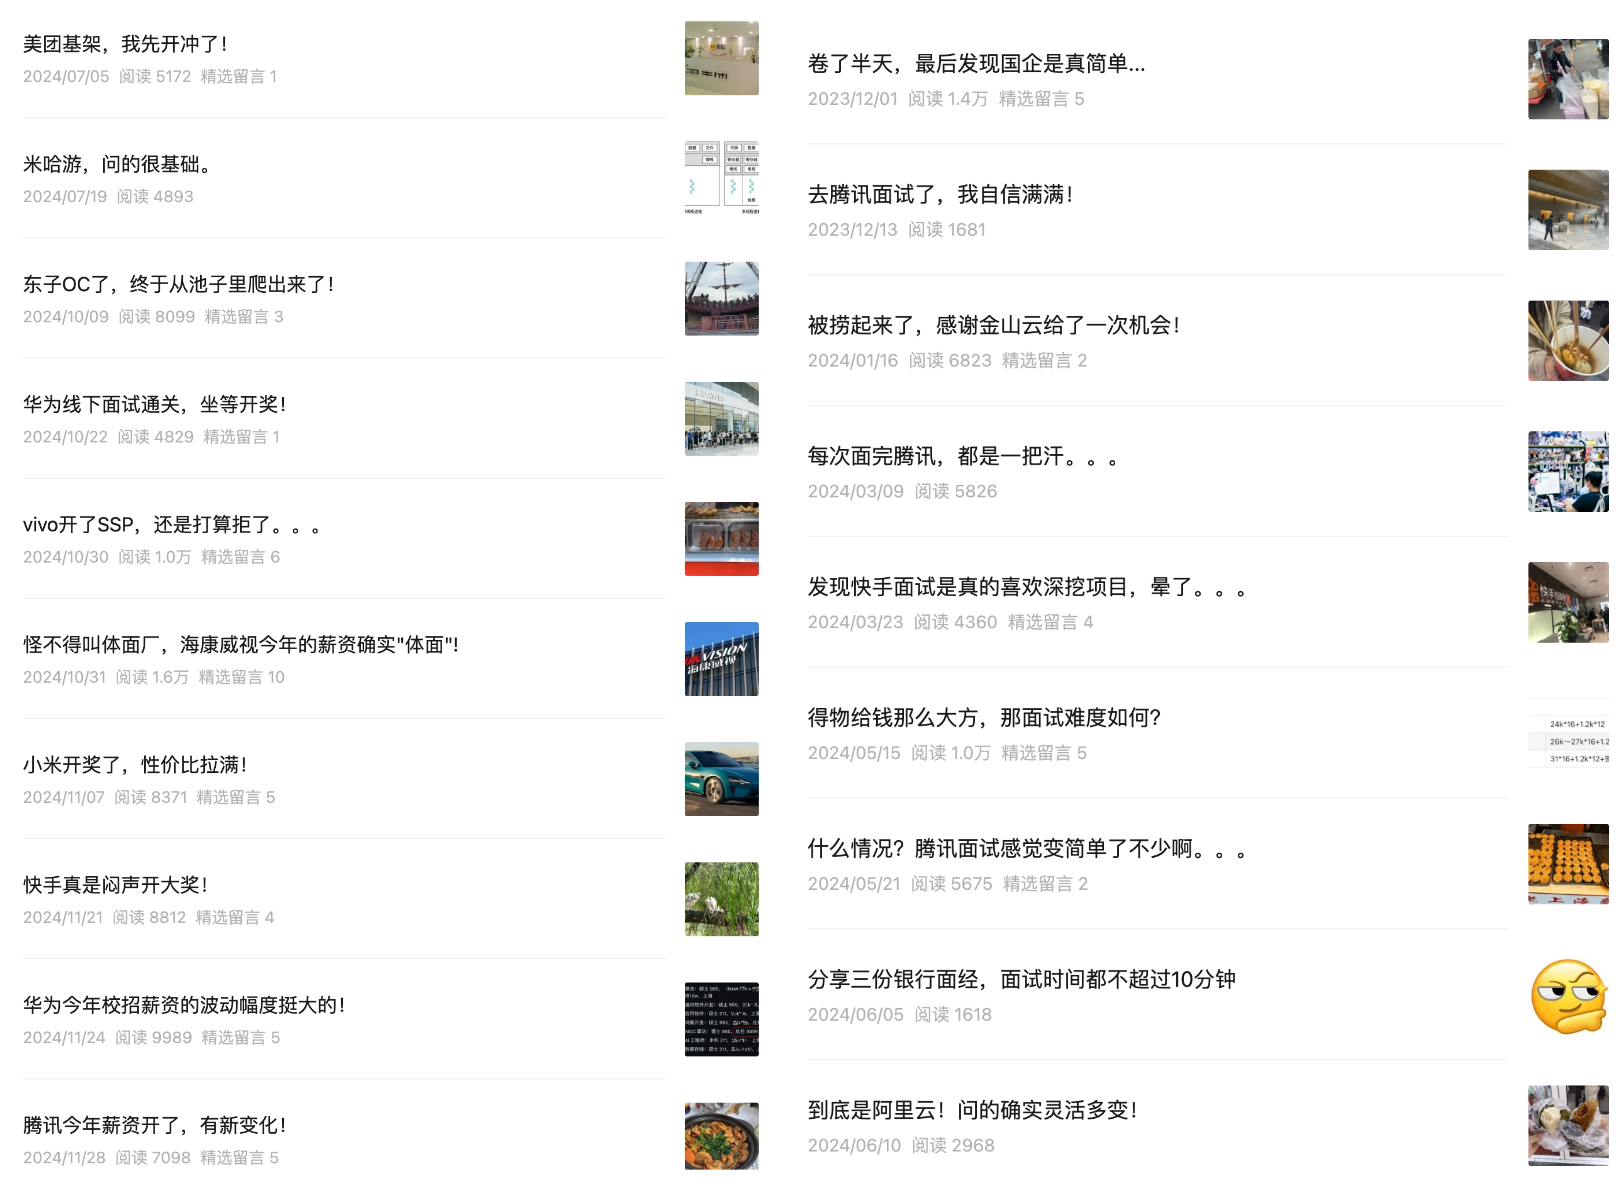 美团基架，我先开冲了！
2024/07/05 阅读 5172 精选留言 1
米哈游，问的很基础。
2024/07/19 阅读 4893
东子OC了，终于从池子里爬出来了！
2024/10/09 阅读 8099 精选留言 3
华为线下面试通关，坐等开奖！
2024/10/22 阅读 4829 精选留言 1
HUAWEI
vivo开了SSP，还是打算拒了。。。
2024/10/30 阅读 1.0万 精选留言 6
怪不得叫体面厂，海康威视今年的薪资确实"体面"！
2024/10/31 阅读 1.6万 精选留言 10
VISION
海康威视
小米开奖了，性价比拉满！
2024/11/07 阅读 8371 精选留言 5
快手真是闷声开大奖！
2024/11/21 阅读 8812 精选留言 4
华为今年校招薪资的波动幅度挺大的！
2024/11/24 阅读 9989 精选留言 5
腾讯今年薪资开了，有新变化！
2024/11/28 阅读 7098 精选留言 5
卷了半天，最后发现国企是真简单...
2023/12/01 阅读 1.4万 精选留言 5
去腾讯面试了，我自信满满！
2023/12/13 阅读 1681
被捞起来了，感谢金山云给了一次机会！
2024/01/16 阅读 6823 精选留言 2
每次面完腾讯，都是一把汗。。。
2024/03/09 阅读 5826
发现快手面试是真的喜欢深挖项目，晕了。。。
2024/03/23 阅读 4360 精选留言 4
快手
得物给钱那么大方，那面试难度如何？
2024/05/15 阅读 1.0万 精选留言 5
24k*16+1.2k*12
26k~27k*16+1.2
31*16+1.2k*12+
什么情况？腾讯面试感觉变简单了不少啊。。。
2024/05/21 阅读 5675 精选留言 2
分享三份银行面经，面试时间都不超过10分钟
2024/06/05 阅读 1618
到底是阿里云！问的确实灵活多变！
2024/06/10 阅读 2968